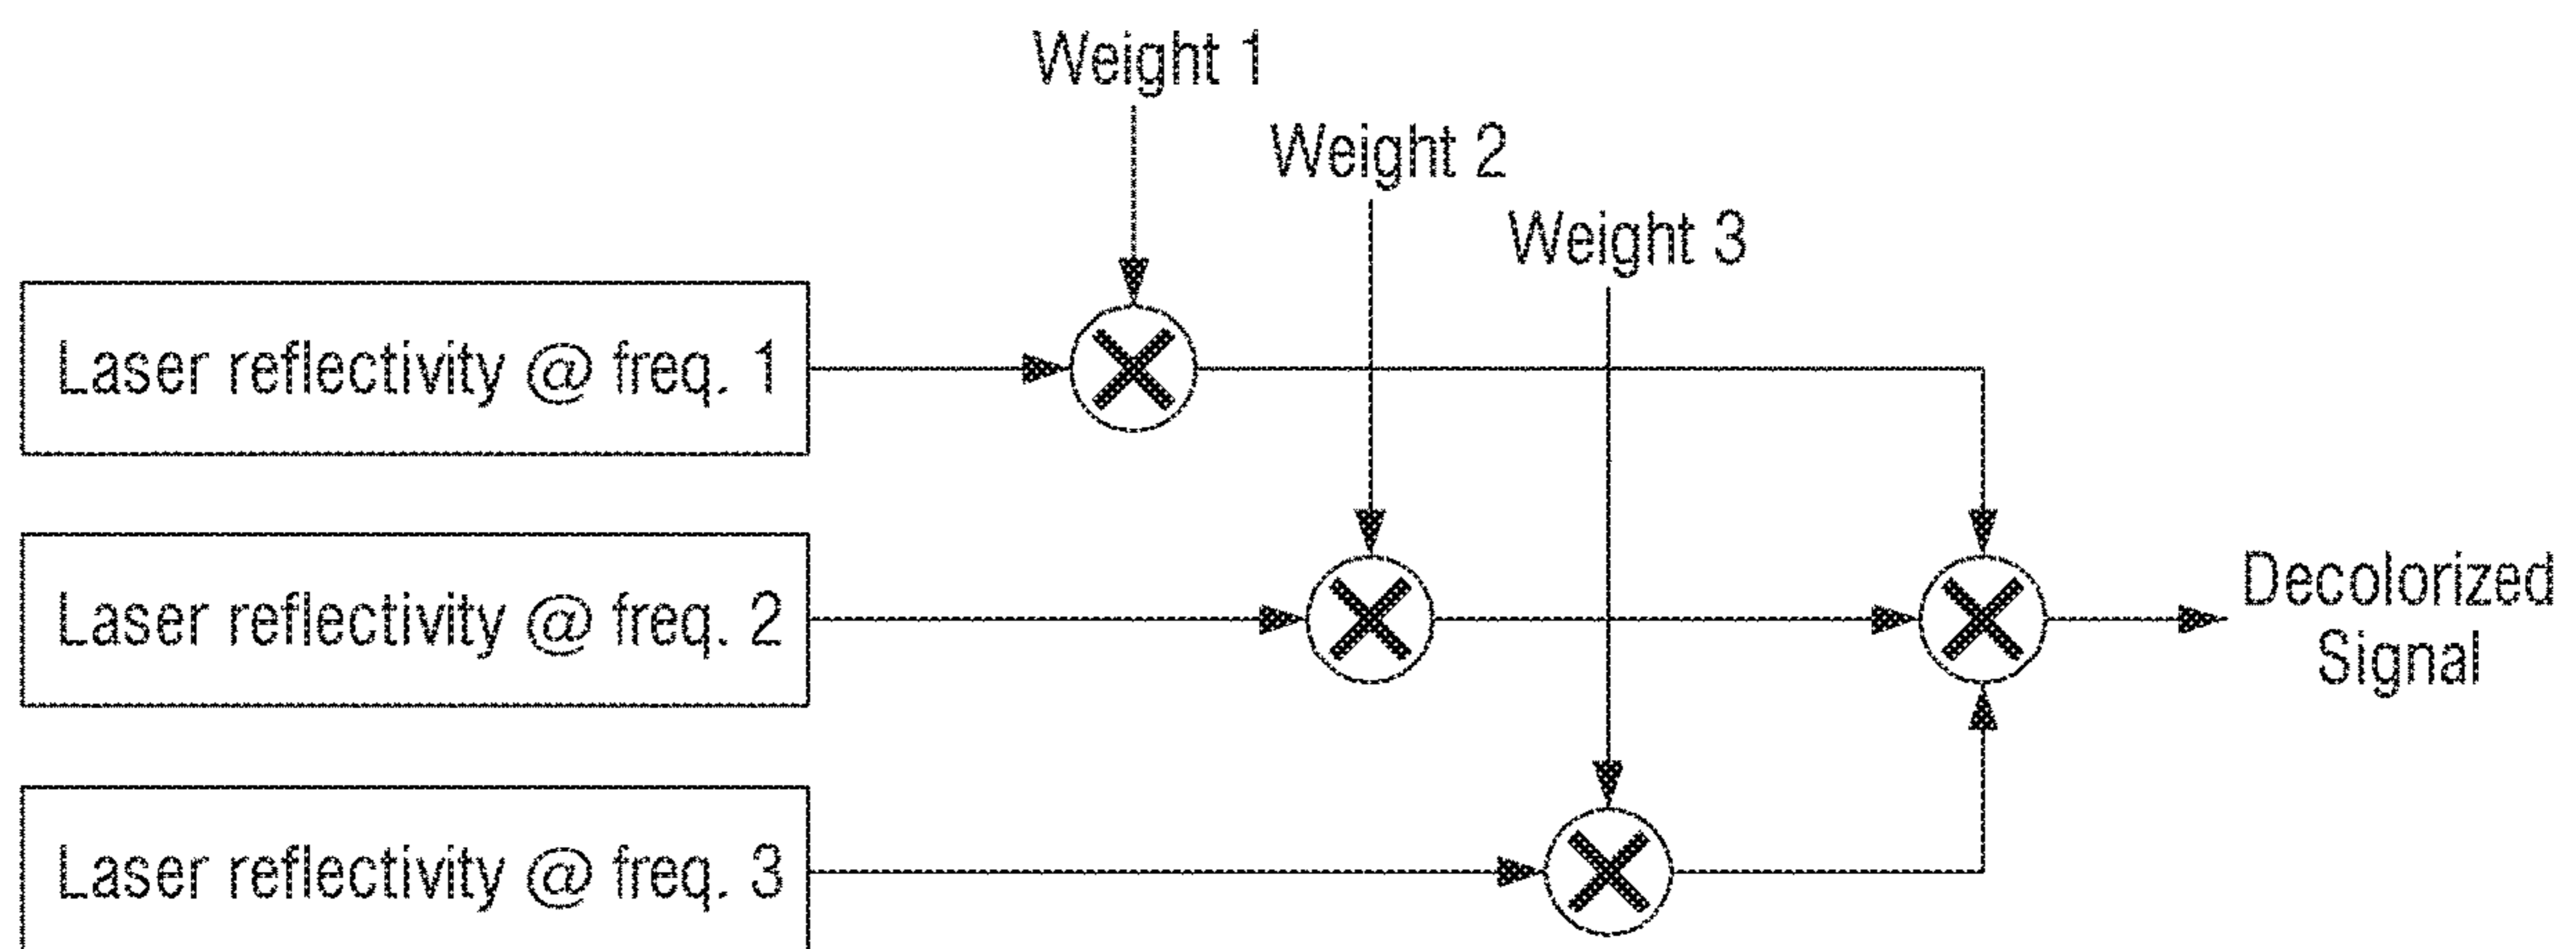 Weight 1
Weight 2
Weight 3
Laser reflectivity @ freq. 1
Laser reflectivity @ freq. 2
Decolorized
Signal
Laser reflectivity @ freq. 3